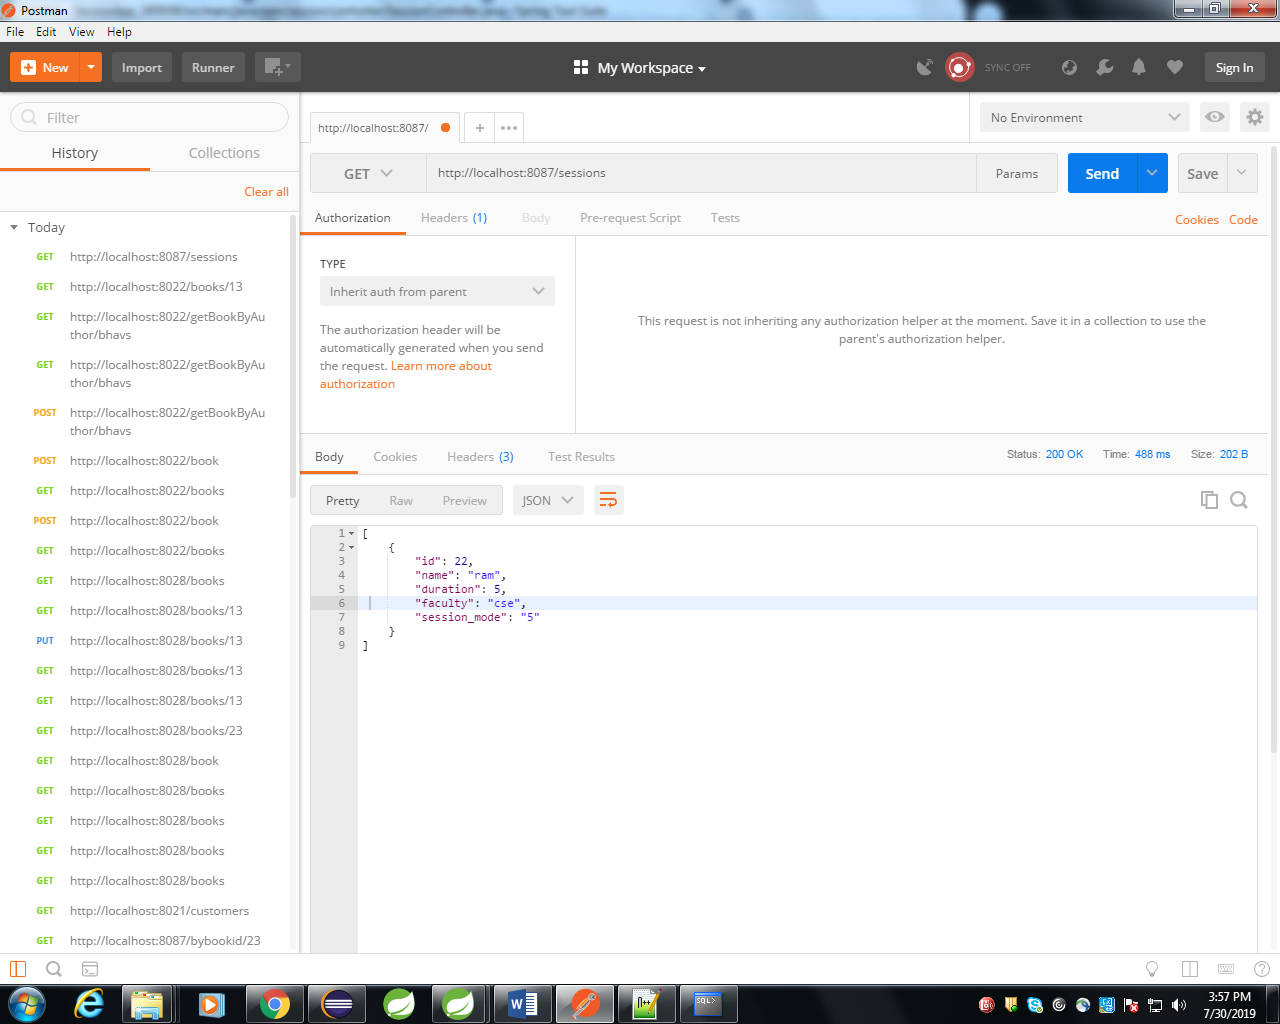 Postman
File Edit View Help
New Import Runner My Workspace SYNC OFF Sign In
Filter
History Collections
Clear all
Today
GET http://localhost:8087/sessions
GET http://localhost:8022/books/13
GET http://localhost:8022/getBookByAu
thor/bhavs
GET http://localhost:8022/getBookByAu
thor/bhavs
POST http://localhost:8022/getBookByAu
thor/bhavs
POST http://localhost:8022/book
GET http://localhost:8022/books
POST http://localhost:8022/book
GET http://localhost:8022/books
GET http://localhost:8028/books
GET http://localhost:8028/books/13
PUT http://localhost:8028/books/13
GET http://localhost:8028/books/13
GET http://localhost:8028/books/13
GET http://localhost:8028/books/23
GET http://localhost:8028/book
GET http://localhost:8028/books
GET http://localhost:8028/books
GET http://localhost:8028/books
GET http://localhost:8028/books
GET http://localhost:8021/customers
GET http://localhost:8087/bybookid/23
http://localhost:8087/ + •••
No Environment
GET http://localhost:8087/sessions Params Send Save
Authorization Headers (1) Body Pre-request Script Tests Cookies Code
TYPE
Inherit auth from parent
The authorization header will be
automatically generated when you send
the request. Learn more about
authorization
This request is not inheriting any authorization helper at the moment. Save it in a collection to use the
parent's authorization helper.
Body Cookies Headers (3) Test Results Status: 200 OK Time: 488 ms Size: 202 B
Pretty Raw Preview JSON
1 [
2 {
3 "id": 22,
4 "name": "ram",
5 "duration": 5,
6 "faculty": "cse",
7 "session_mode": "5"
8 }
9 ]
SQL>
3:57 PM
7/30/2019